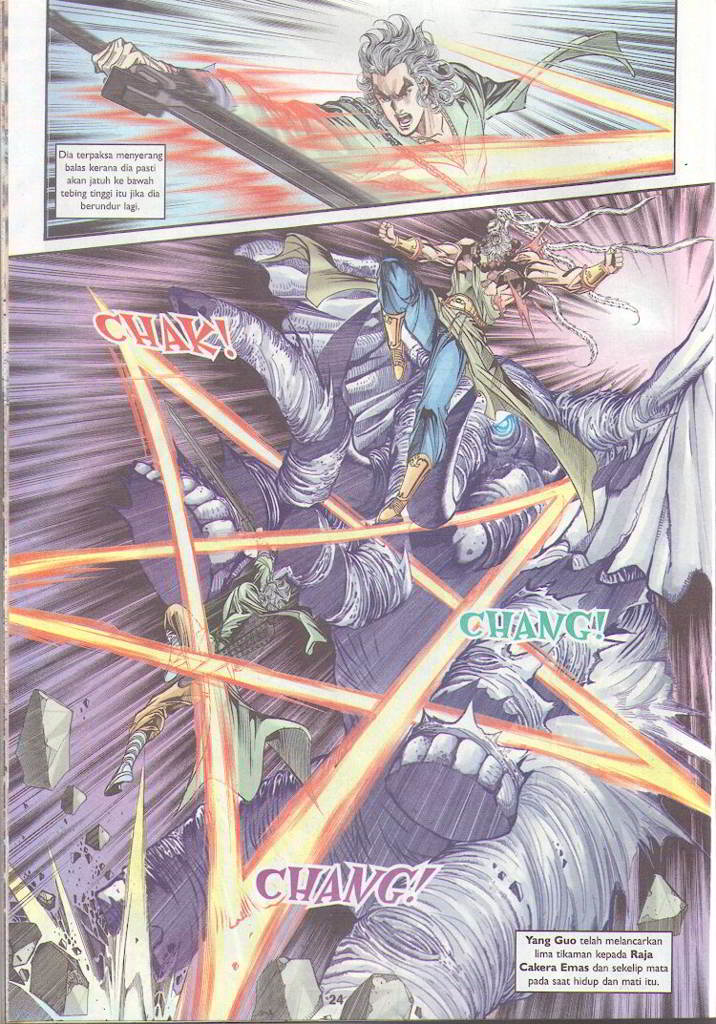 Dia terpaksa menyerang
balas kerana dia pasti
akan jatuh ke bawah
tebing tinggi itu jika dia
berundur lagi.
CHAK!
CHANG!
CHANG!
Yang Guo telah melancarkan
lima tikaman kepada Raja
Cakera Emas dan sekelip mata
pada saat hidup dan mati itu.
24